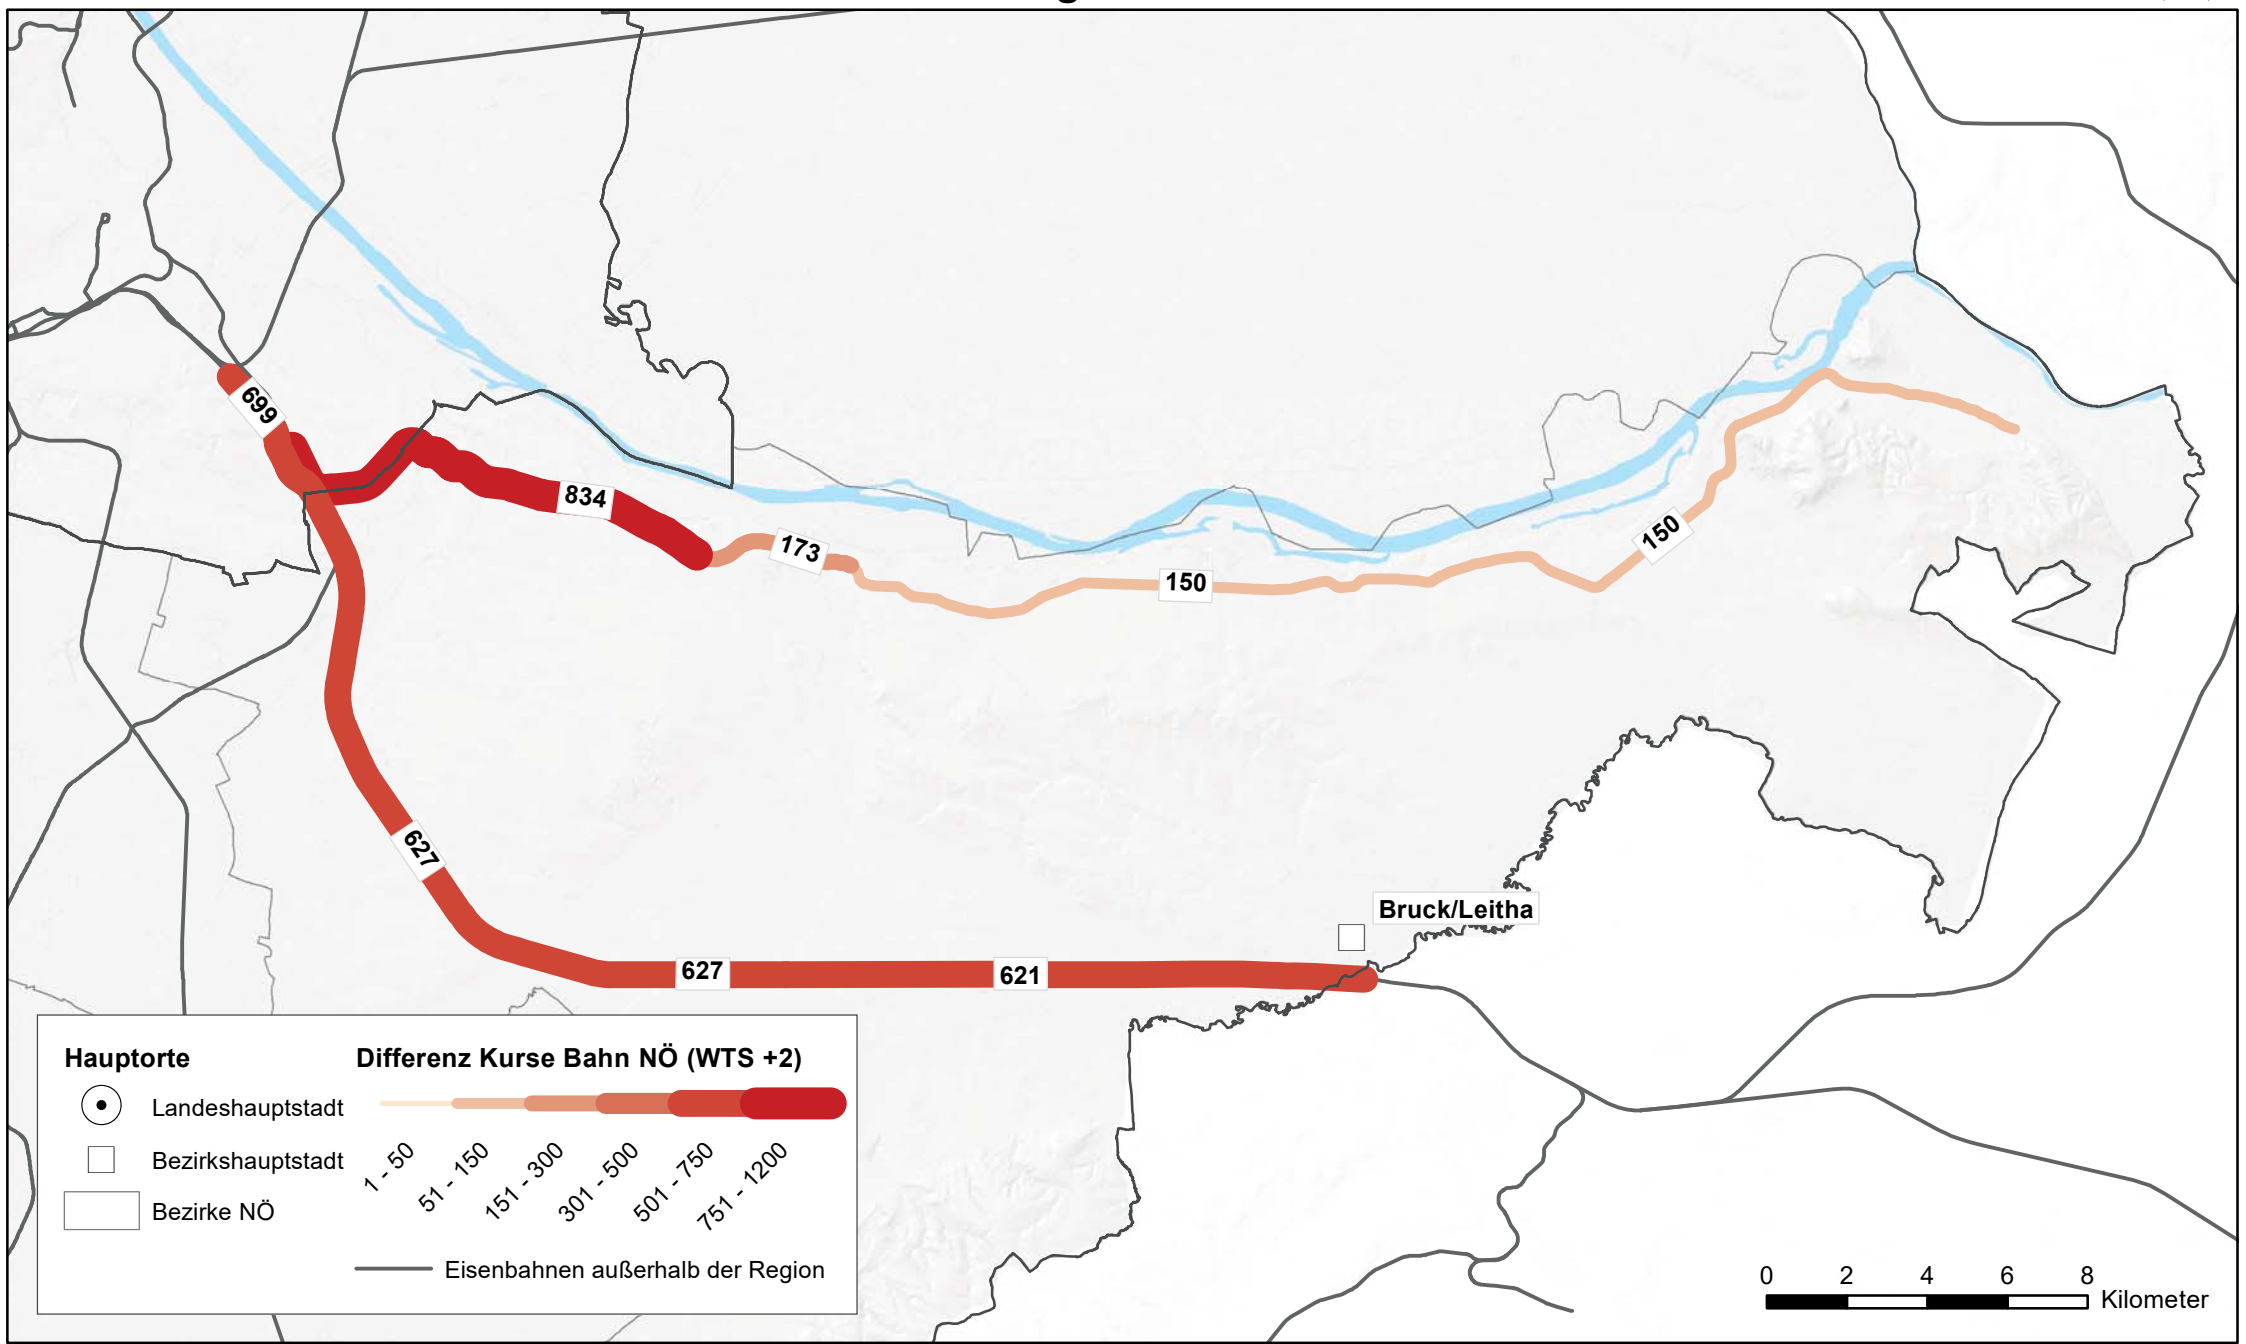 699
834
173
150
150
627
627
621
Bruck/Leitha
Hauptorte
Landeshauptstadt
Bezirkshauptstadt
Bezirke NÖ
Differenz Kurse Bahn NÖ (WTS +2)
1 - 50
51 - 150
151 - 300
301 - 500
501 - 750
751 - 1200
Eisenbahnen außerhalb der Region
0 2 4 6 8
Kilometer